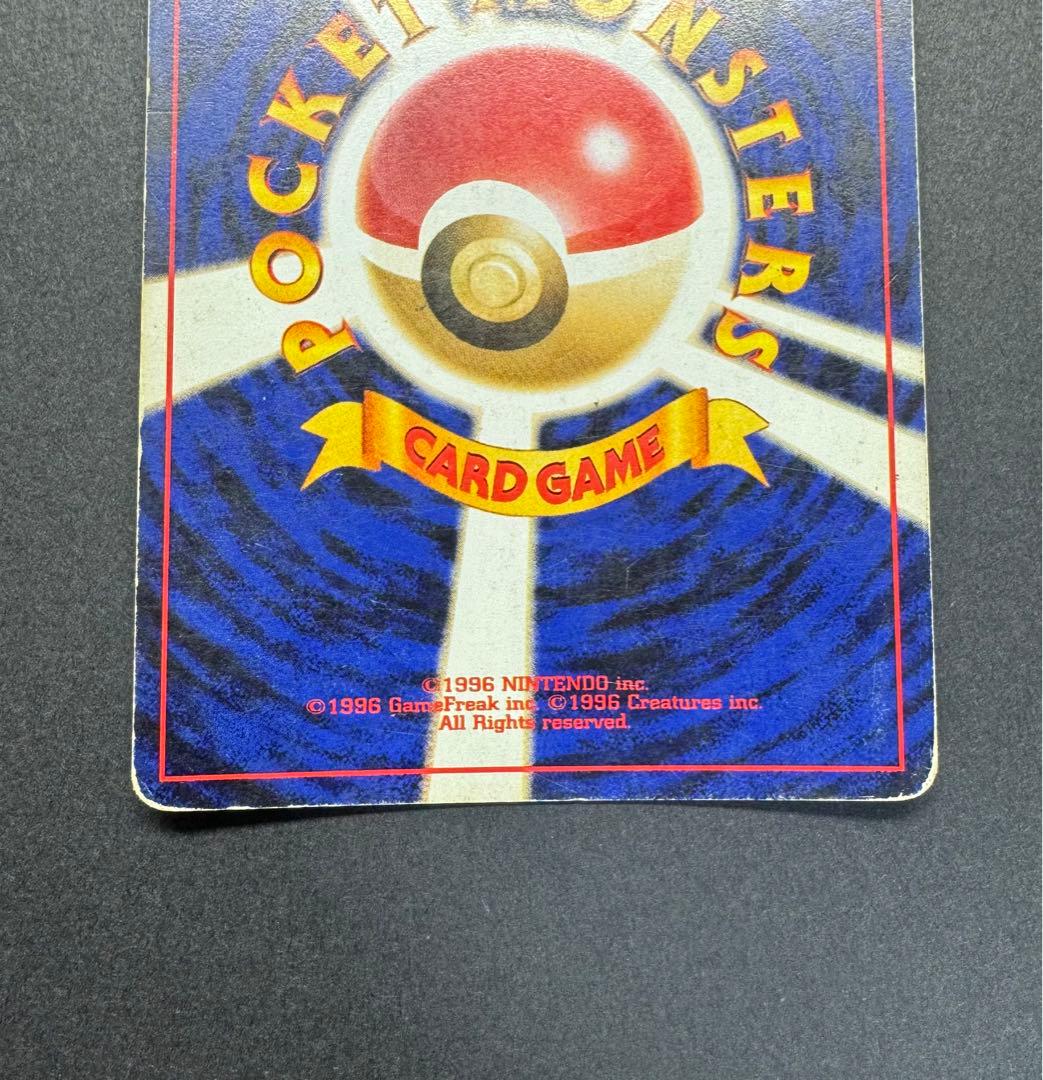 POCKET MONSTERS
CARD GAME
©1996 NINTENDO inc.
©1996 GameFreak inc. ©1996 Creatures inc.
All Rights reserved.